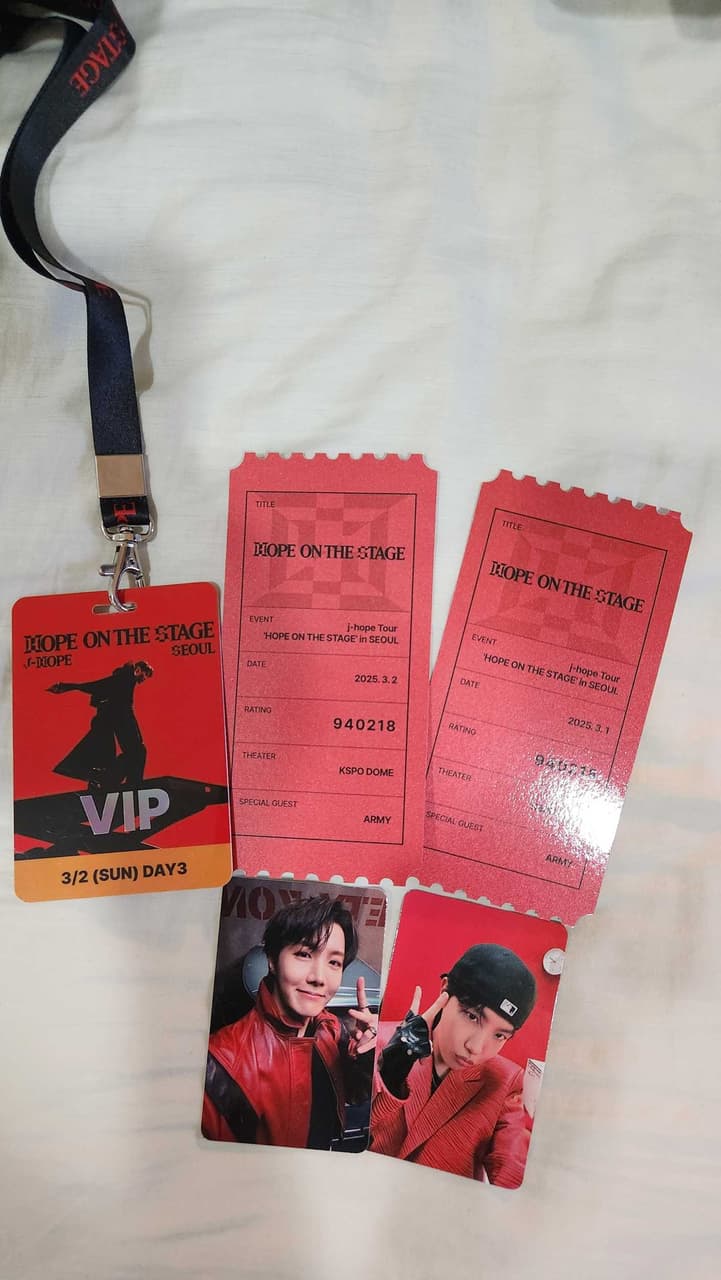 STAGE
HOPE ON THE STAGE
J-HOPE
SEOUL
VIP
3/2 (SUN) DAY3
TITLE
HOPE ON THE STAGE
EVENT
j-hope Tour
'HOPE ON THE STAGE' in SEOUL
DATE
2025. 3. 2
RATING
940218
THEATER
KSPO DOME
SPECIAL GUEST
ARMY
TITLE
HOPE ON THE STAGE
EVENT
j-hope Tour
'HOPE ON THE STAGE' in SEOUL
DATE
2025. 3. 1
RATING
940218
THEATER
SPECIAL GUEST
ARMY